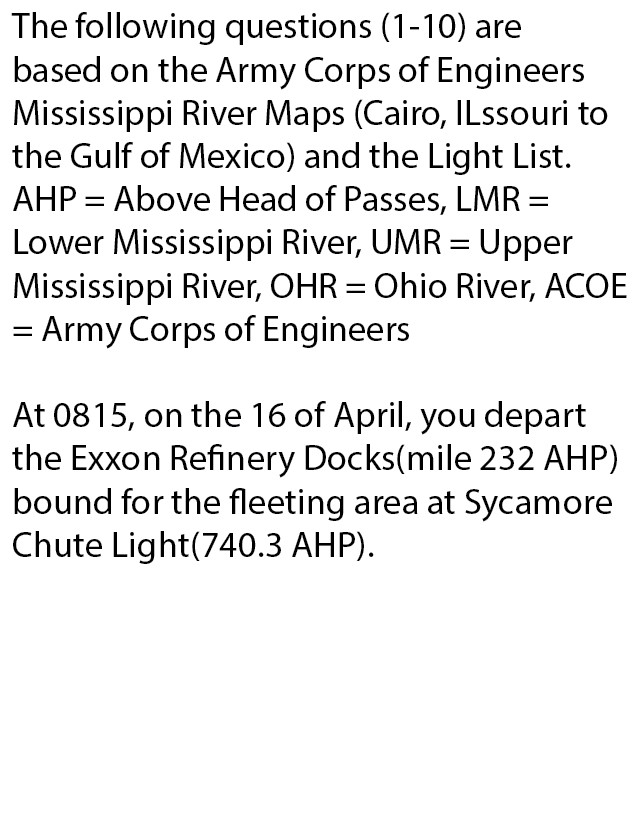 The following questions (1-10) are
based on the Army Corps of Engineers
Mississippi River Maps (Cairo, ILssouri to
the Gulf of Mexico) and the Light List.
AHP = Above Head of Passes, LMR =
Lower Mississippi River, UMR = Upper
Mississippi River, OHR = Ohio River, ACOE
= Army Corps of Engineers
At 0815, on the 16 of April, you depart
the Exxon Refinery Docks(mile 232 AHP)
bound for the fleeting area at Sycamore
Chute Light(740.3 AHP).